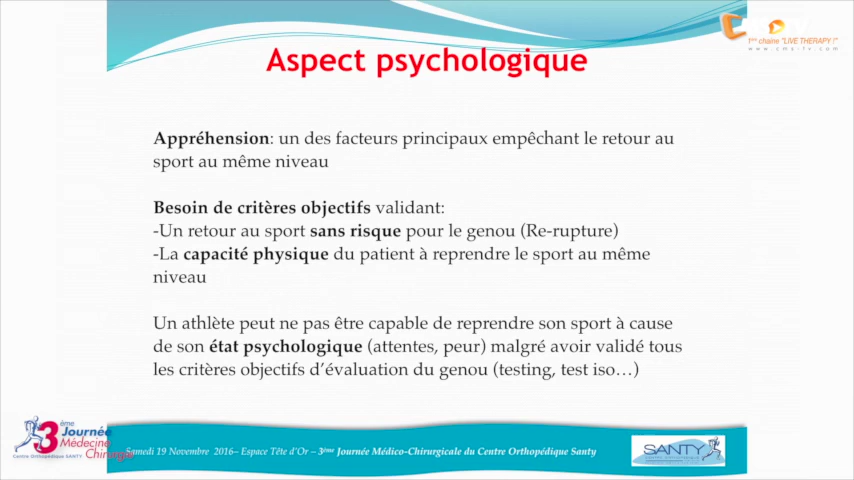 1ère chaîne "LIVE THERAPY !"
www.cms-tv.com
Aspect psychologique
Appréhension: un des facteurs principaux empêchant le retour au
sport au même niveau
Besoin de critères objectifs validant:
-Un retour au sport sans risque pour le genou (Re-rupture)
-La capacité physique du patient à reprendre le sport au même
niveau
Un athlète peut ne pas être capable de reprendre son sport à cause
de son état psychologique (attentes, peur) malgré avoir validé tous
les critères objectifs d'évaluation du genou (testing, test iso…)
3ème
Journée
Médecine
Centre Orthopédique SANTY
Samedi 19 Novembre 2016– Espace Tête d'Or – 3ème Journée Médico-Chirurgicale du Centre Orthopédique Santy
SANTY